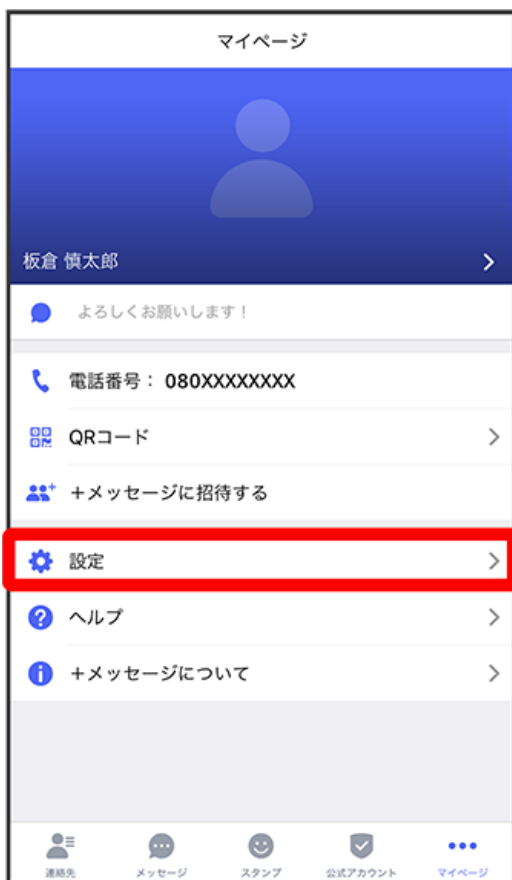 マイページ
板倉 慎太郎
よろしくお願いします！
電話番号： 080XXXXXXXX
QRコード
+メッセージに招待する
設定
ヘルプ
+メッセージについて
連絡先 メッセージ スタンプ 公式アカウント マイページ